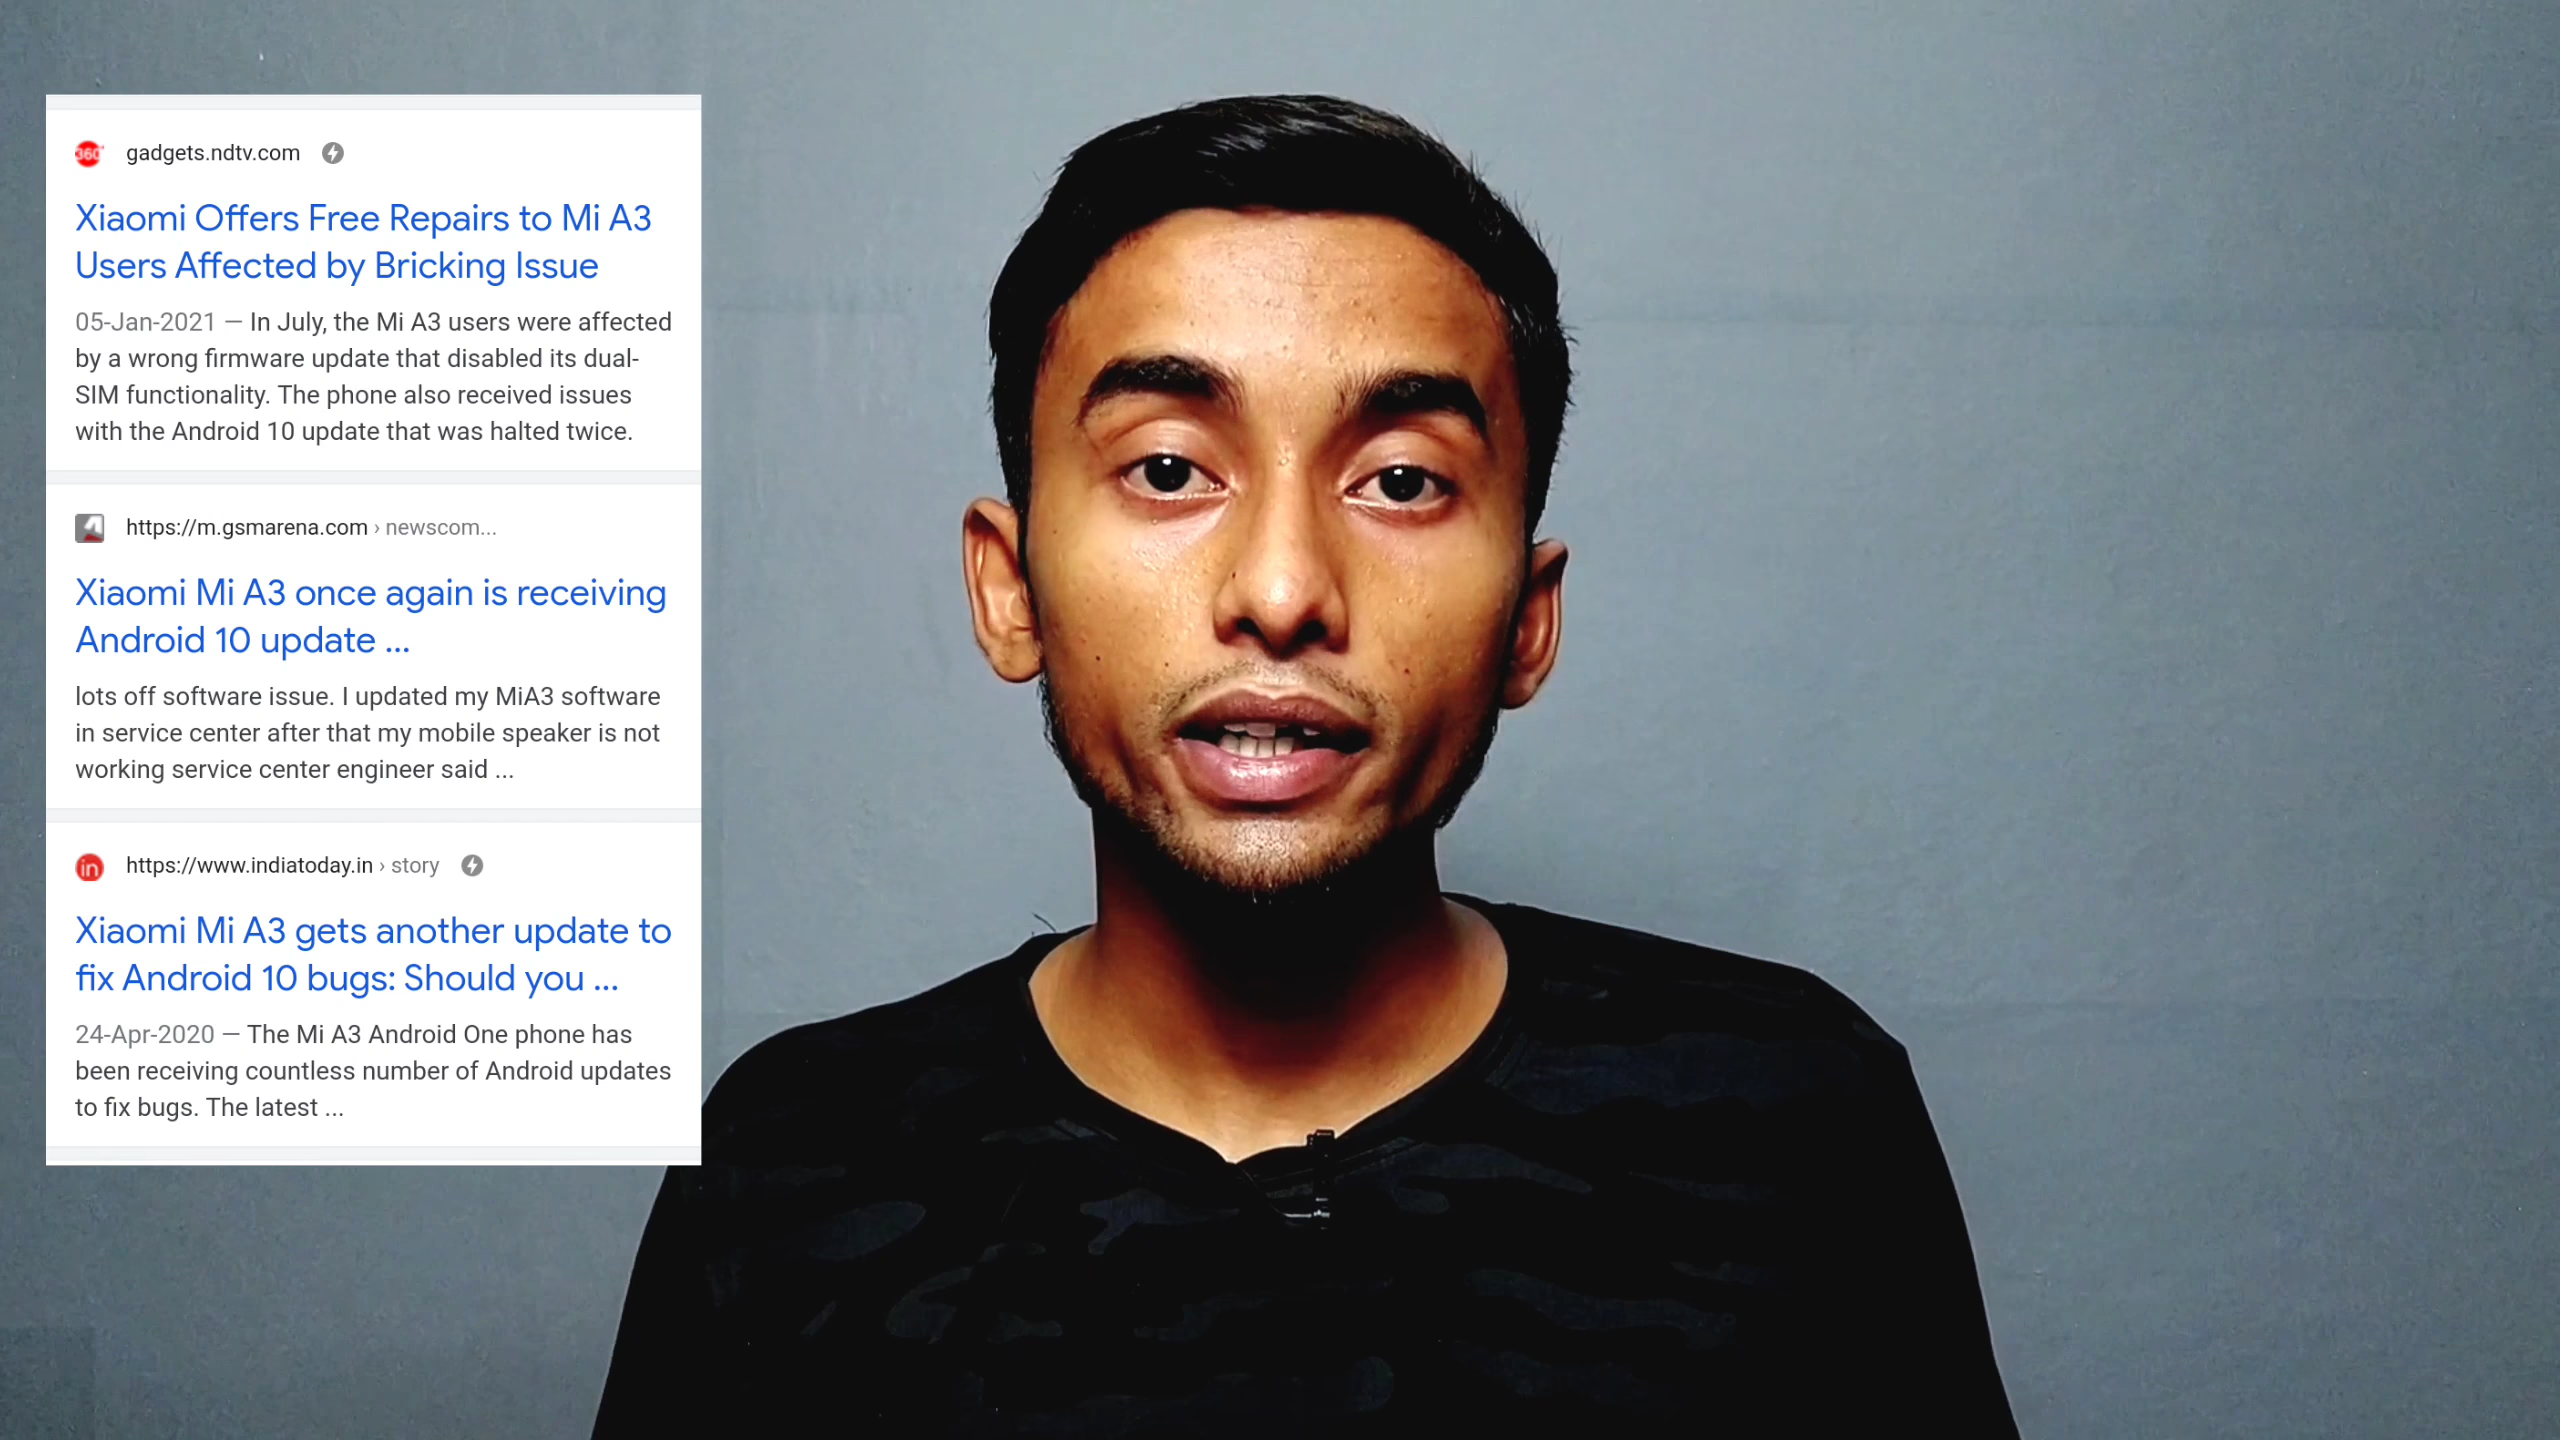 360
gadgets.ndtv.com
Xiaomi Offers Free Repairs to Mi A3
Users Affected by Bricking Issue
05-Jan-2021 — In July, the Mi A3 users were affected
by a wrong firmware update that disabled its dual-
SIM functionality. The phone also received issues
with the Android 10 update that was halted twice.
https://m.gsmarena.com › newscom...
Xiaomi Mi A3 once again is receiving
Android 10 update ...
lots off software issue. I updated my MiA3 software
in service center after that my mobile speaker is not
working service center engineer said ...
in
https://www.indiatoday.in › story
Xiaomi Mi A3 gets another update to
fix Android 10 bugs: Should you ...
24-Apr-2020 — The Mi A3 Android One phone has
been receiving countless number of Android updates
to fix bugs. The latest ...